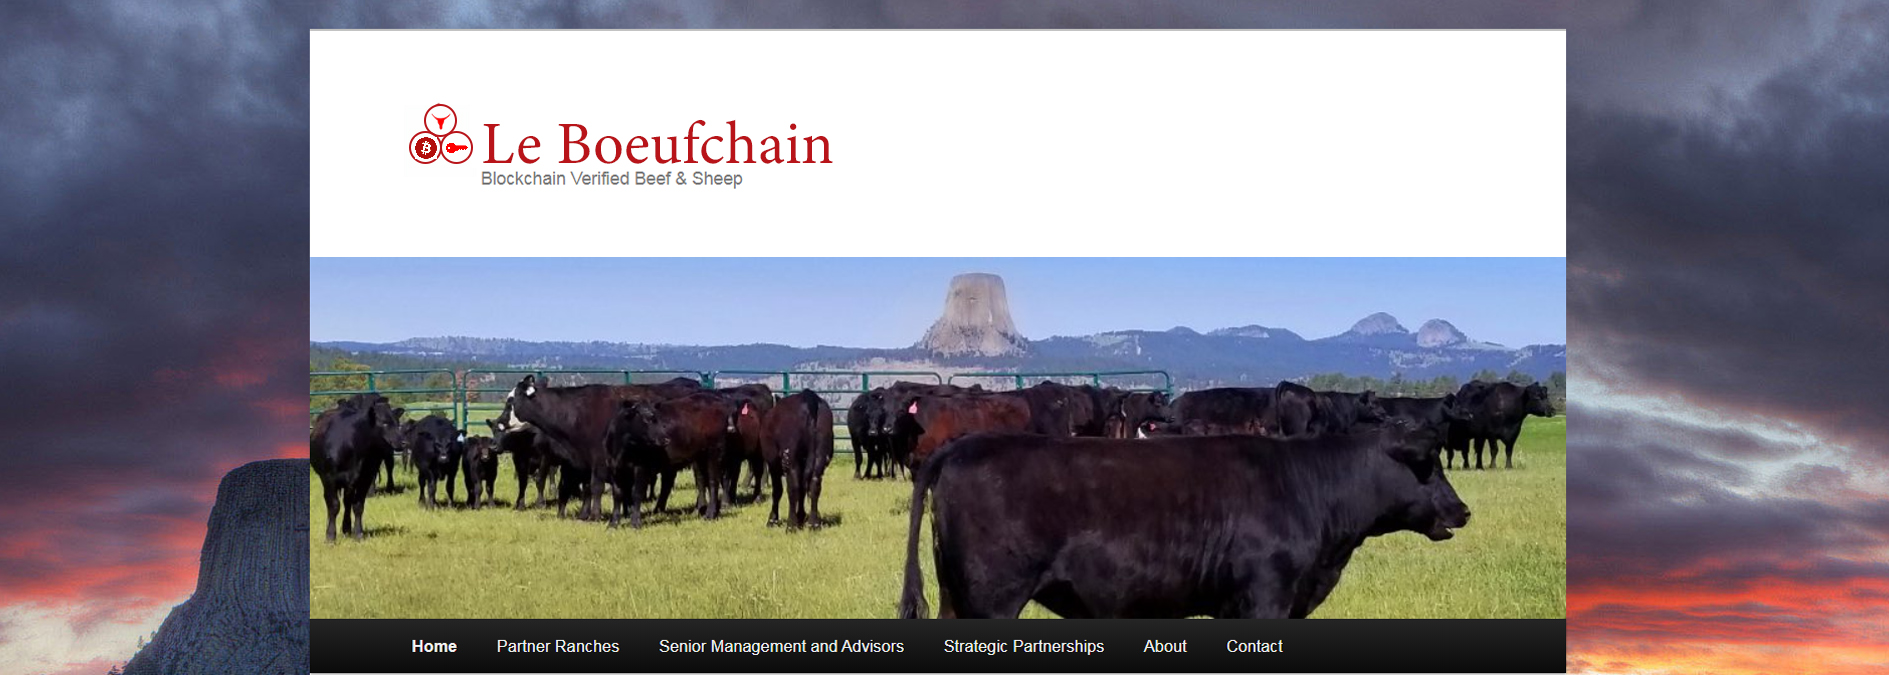 Le Boeufchain
Blockchain Verified Beef & Sheep
Home Partner Ranches Senior Management and Advisors Strategic Partnerships About Contact